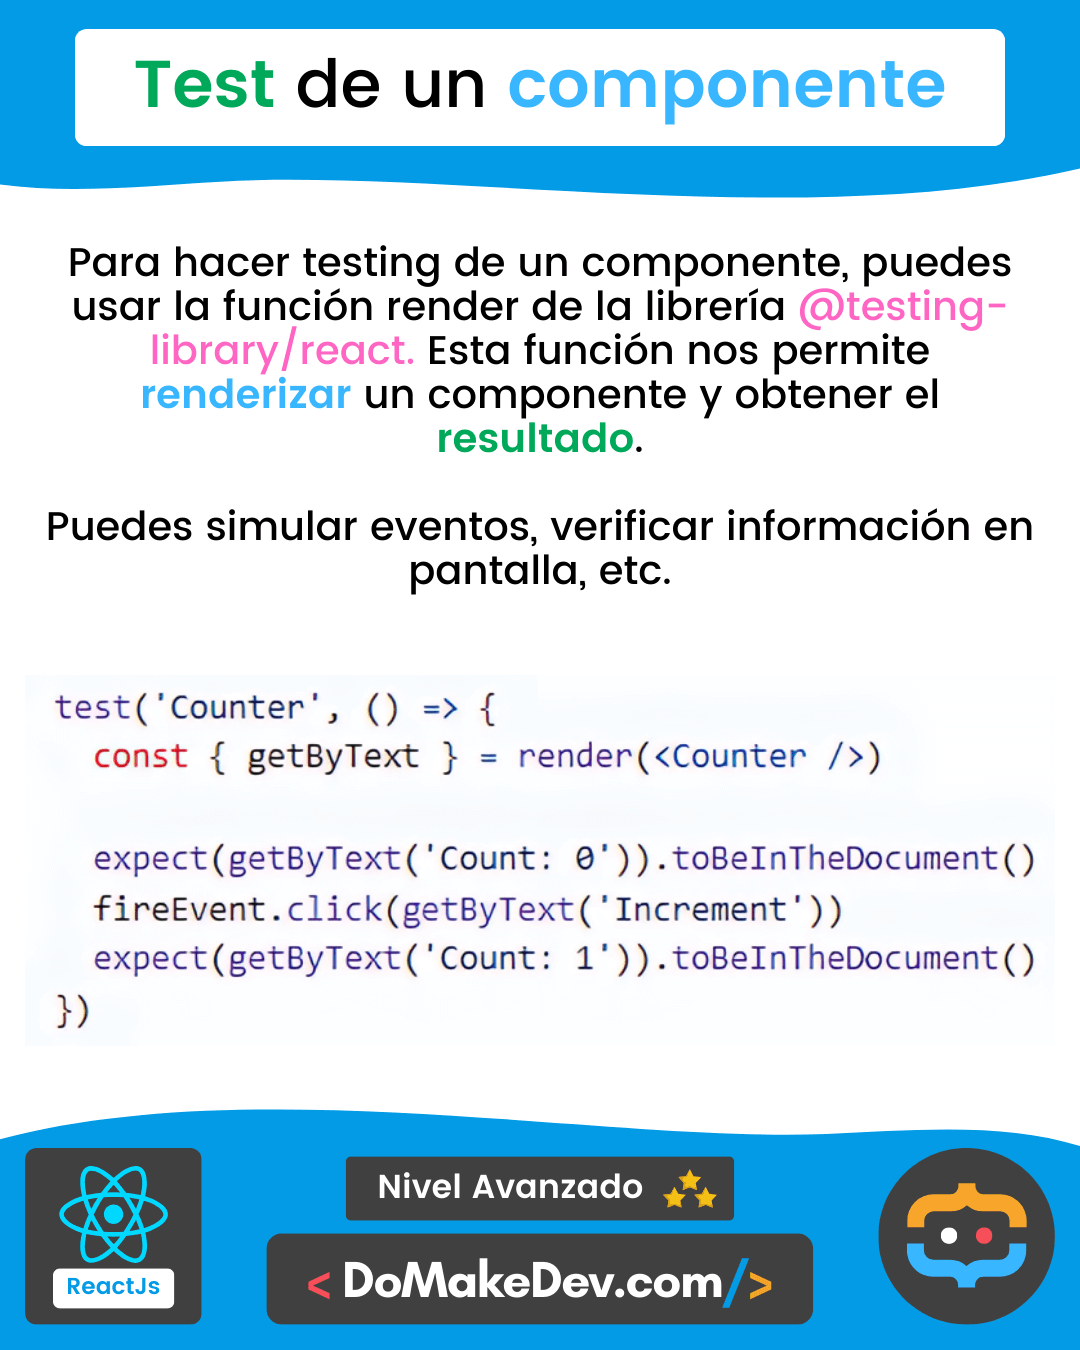 Test de un componente
Para hacer testing de un componente, puedes
usar la función render de la librería @testing-
library/react. Esta función nos permite
renderizar un componente y obtener el
resultado.
Puedes simular eventos, verificar información en
pantalla, etc.
test('Counter', () => {
  const { getByText } = render(<Counter />)
  expect(getByText('Count: 0')).toBeInTheDocument()
  fireEvent.click(getByText('Increment'))
  expect(getByText('Count: 1')).toBeInTheDocument()
})
Nivel Avanzado
ReactJs
< DoMakeDev.com/>